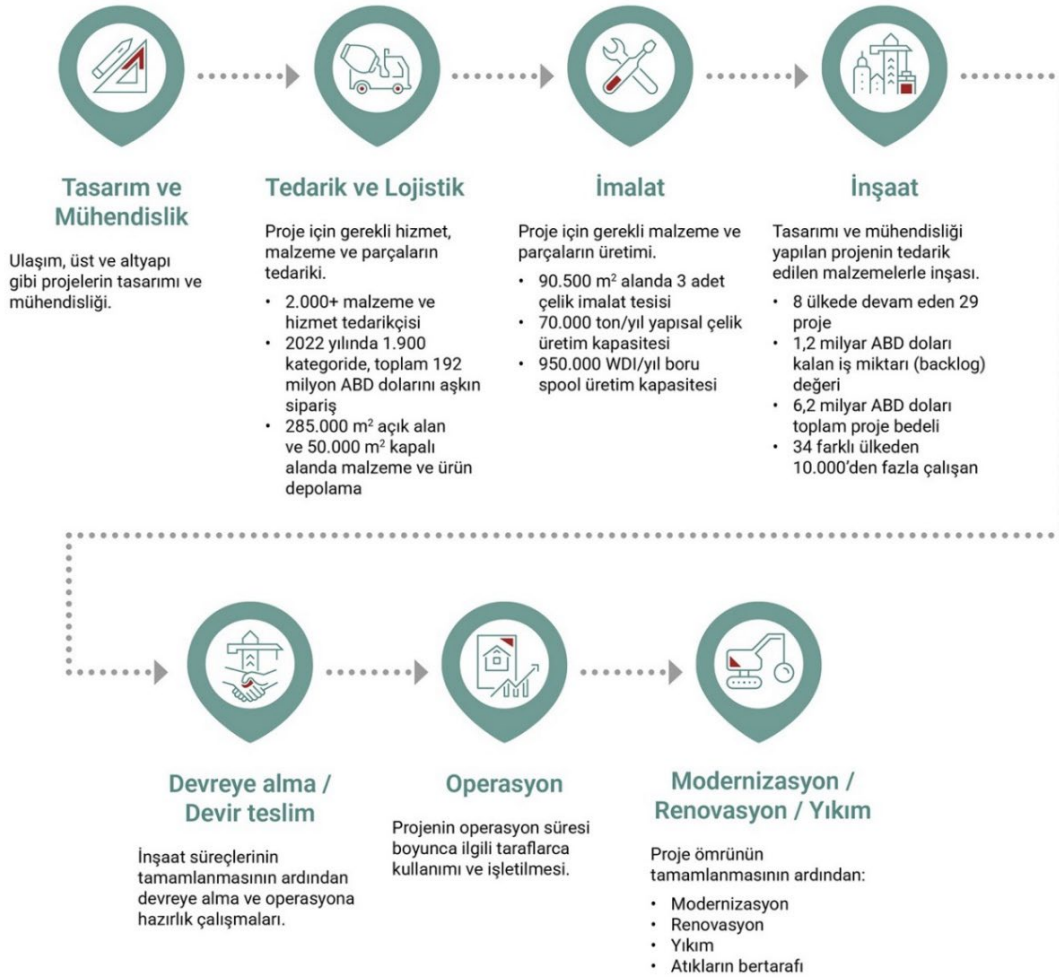 Tasarım ve
Mühendislik
Ulaşım, üst ve altyapı
gibi projelerin tasarımı ve
mühendisliği.
Tedarik ve Lojistik
Proje için gerekli hizmet,
malzeme ve parçaların
tedariki.
• 2.000+ malzeme ve
hizmet tedarikçisi
• 2022 yılında 1.900
kategoride, toplam 192
milyon ABD dolarını aşkın
sipariş
• 285.000 m² açık alan
ve 50.000 m² kapalı
alanda malzeme ve ürün
depolama
İmalat
Proje için gerekli malzeme ve
parçaların üretimi.
• 90.500 m² alanda 3 adet
çelik imalat tesisi
• 70.000 ton/yıl yapısal çelik
üretim kapasitesi
• 950.000 WDI/yıl boru
spool üretim kapasitesi
İnşaat
Tasarımı ve mühendisliği
yapılan projenin tedarik
edilen malzemelerle inşası.
• 8 ülkede devam eden 29
proje
• 1,2 milyar ABD doları
kalan iş miktarı (backlog)
değeri
• 6,2 milyar ABD doları
toplam proje bedeli
• 34 farklı ülkeden
10.000’den fazla çalışan
Devreye alma /
Devir teslim
İnşaat süreçlerinin
tamamlanmasının ardından
devreye alma ve operasyona
hazırlık çalışmaları.
Operasyon
Projenin operasyon süresi
boyunca ilgili taraflarca
kullanımı ve işletilmesi.
Modernizasyon /
Renovasyon / Yıkım
Proje ömrünün
tamamlanmasının ardından:
• Modernizasyon
• Renovasyon
• Yıkım
• Atıkların bertarafı